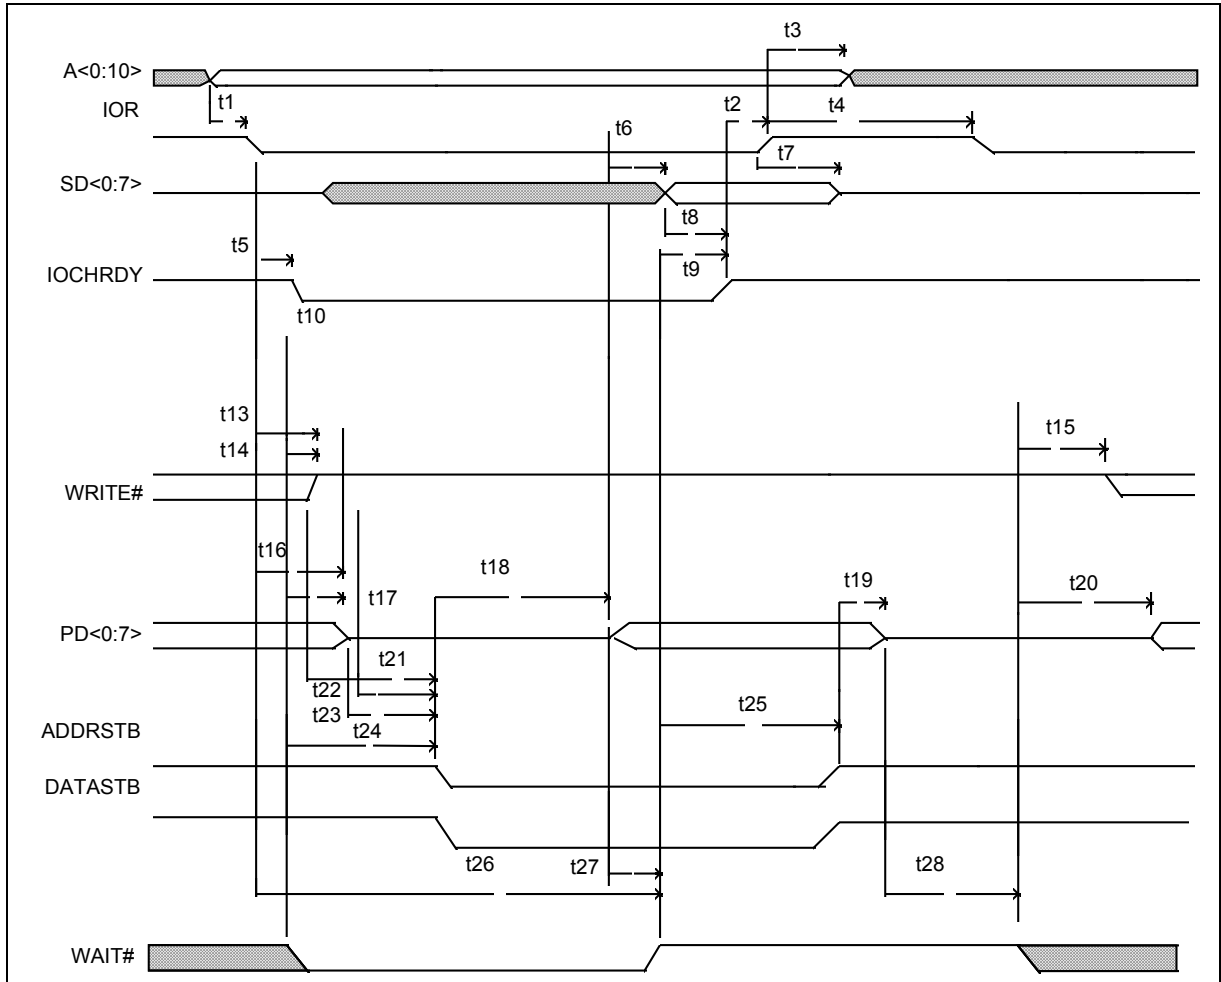 t3
A<0:10>
t1
t2
t4
IOR
t6
t7
SD<0:7>
t8
t5
t9
IOCHRDY
t10
t13
t15
t14
WRITE#
t16
t18
t19
t20
t17
PD<0:7>
t21
t22
t23
t25
t24
ADDRSTB
DATASTB
t26
t27
t28
WAIT#